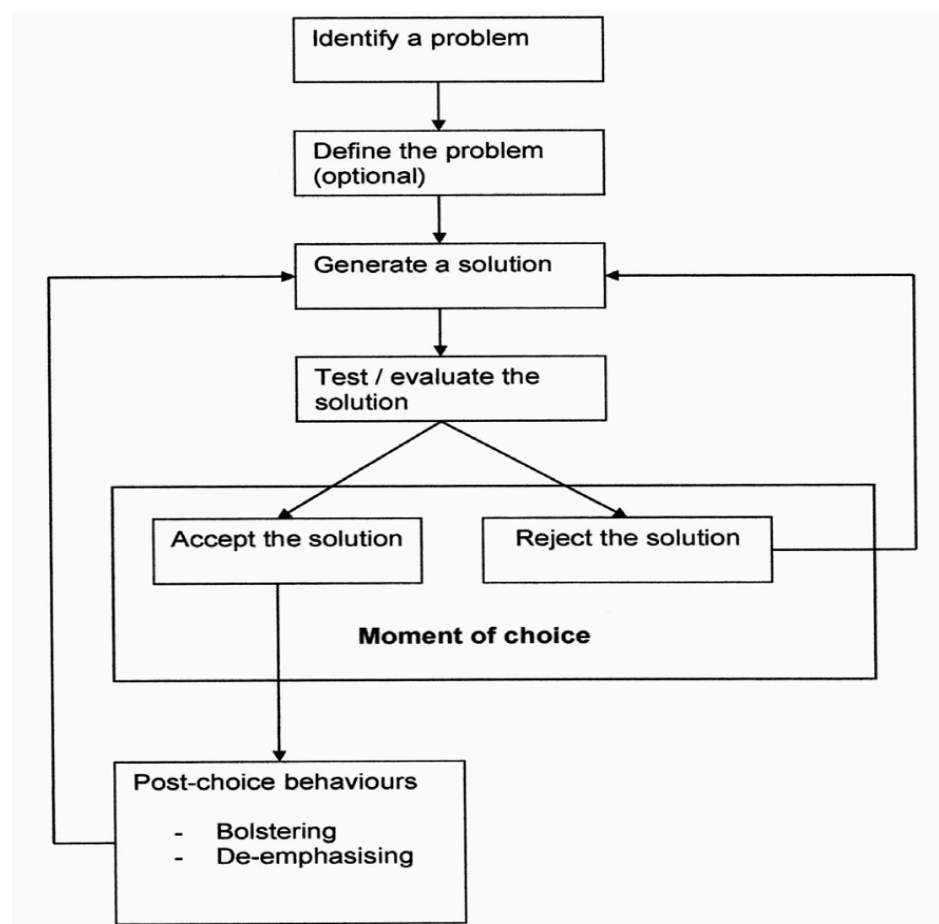 Identify a problem
Define the problem
(optional)
Generate a solution
Test / evaluate the
solution
Accept the solution
Reject the solution
Moment of choice
Post-choice behaviours
- Bolstering
- De-emphasising